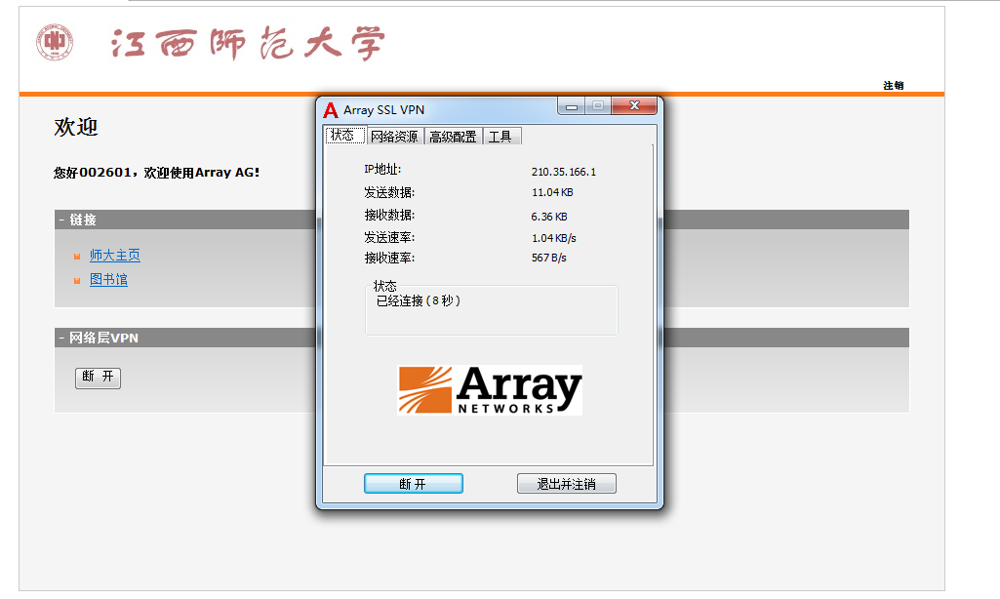 江西师范大学
注销
欢迎
您好002601，欢迎使用Array AG!
- 链接
师大主页
图书馆
- 网络层VPN
断 开
Array SSL VPN
状态 网络资源 高级配置 工具
IP地址: 210.35.166.1
发送数据: 11.04 KB
接收数据: 6.36 KB
发送速率: 1.04 KB/s
接收速率: 567 B/s
状态
已经连接 ( 8 秒 )
Array
NETWORKS
断 开 退出并注销